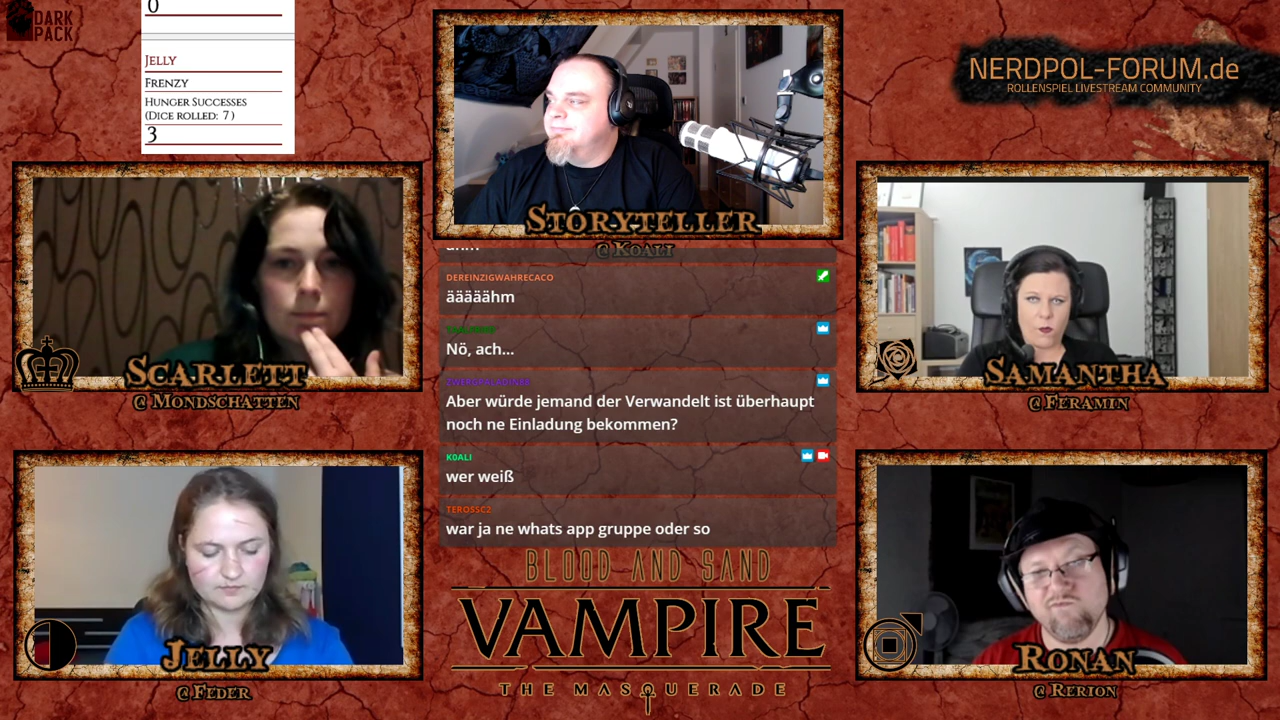 DARK
PACK
0
JELLY
FRENZY
HUNGER SUCCESSES
(DICE ROLLED: 7 )
3
NERDPOL-FORUM.de
ROLLENSPIEL LIVESTREAM COMMUNITY
STORYTELLER
@ KOALI
SCARLETT
@ MONDSCHATTEN
SAMANTHA
@ FERAMIN
DEREINZIGWAHRECACO
ääääähm
Nö, ach...
Aber würde jemand der Verwandelt ist überhaupt
noch ne Einladung bekommen?
K0ALI
wer weiß
TEROSSC2
war ja ne whats app gruppe oder so
JELLY
@ FEDER
RONAN
@ RERION
BLOOD AND SAND
VAMPIRE
THE MASQUERADE